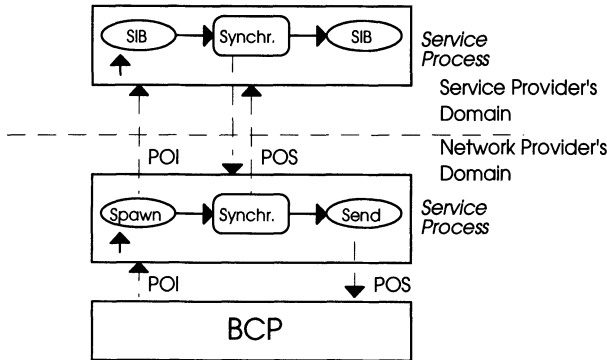 SIB
Synchr.
SIB
Service
Process
Service Provider's
Domain
Network Provider's
Domain
POI
POS
Spawn
Synchr.
Send
Service
Process
POI
POS
BCP